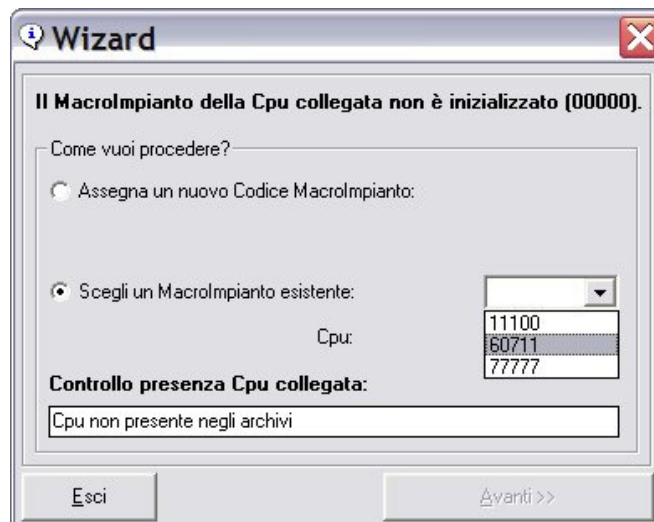 Wizard
Il MacroImpianto della Cpu collegata non è inizializzato (00000).
Come vuoi procedere?
Assegna un nuovo Codice MacroImpianto:
Scegli un MacroImpianto esistente:
11100
Cpu:
60711
77777
Controllo presenza Cpu collegata:
Cpu non presente negli archivi
Esci
Avanti >>